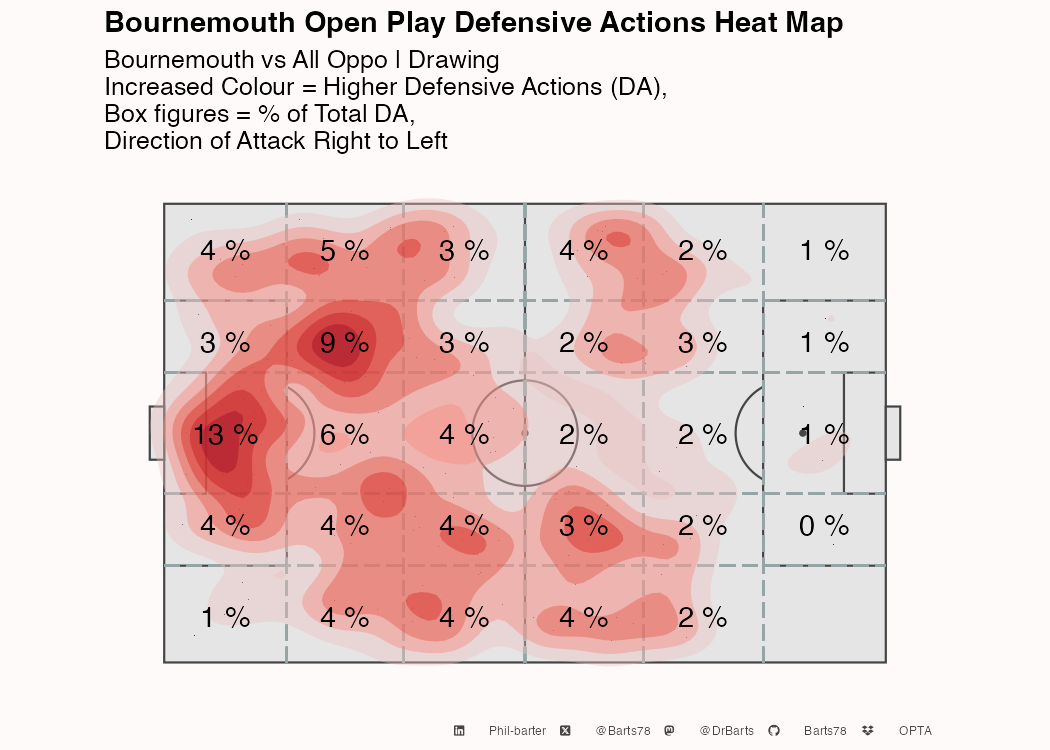 Bournemouth Open Play Defensive Actions Heat Map
Bournemouth vs All Oppo | Drawing
Increased Colour = Higher Defensive Actions (DA),
Box figures = % of Total DA,
Direction of Attack Right to Left
4 % 5 % 3 % 4 % 2 % 1 %
3 % 9 % 3 % 2 % 3 % 1 %
13 % 6 % 4 % 2 % 2 % 1 %
4 % 4 % 4 % 3 % 2 % 0 %
1 % 4 % 4 % 4 % 2 %
Phil-barter @Barts78 @DrBarts Barts78 OPTA